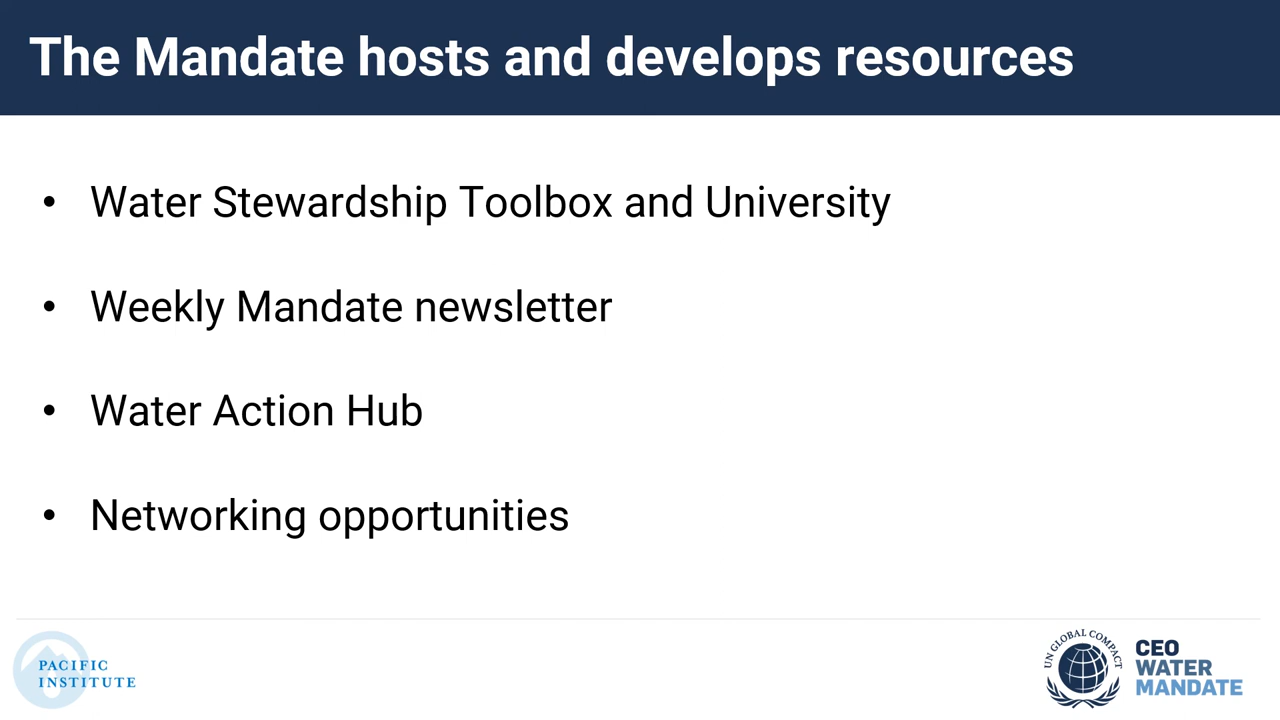 The Mandate hosts and develops resources
• Water Stewardship Toolbox and University
• Weekly Mandate newsletter
• Water Action Hub
• Networking opportunities
PACIFIC
INSTITUTE
UN GLOBAL COMPACT
CEO
WATER
MANDATE